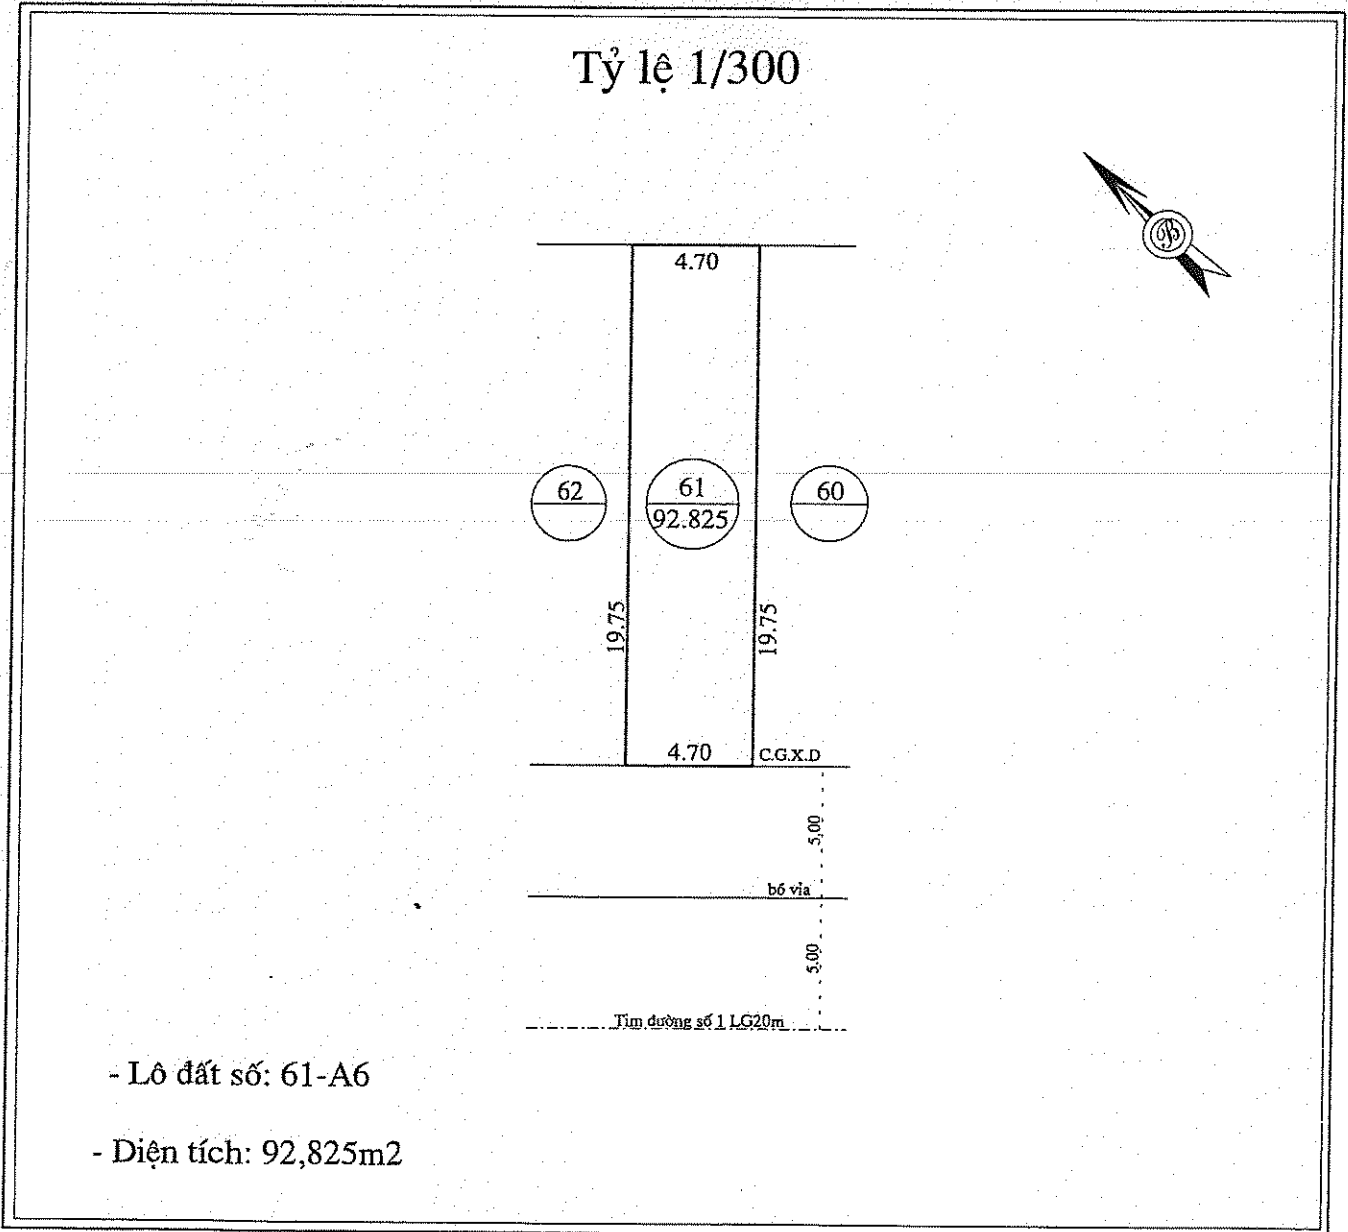 Tỷ lệ 1/300
B
4.70
62
61
60
92.825
19.75
19.75
4.70
C.G.X.D
5.00
bó vỉa
5.00
Tim đường số 1 LG20m
- Lô đất số: 61-A6
- Diện tích: 92,825m2